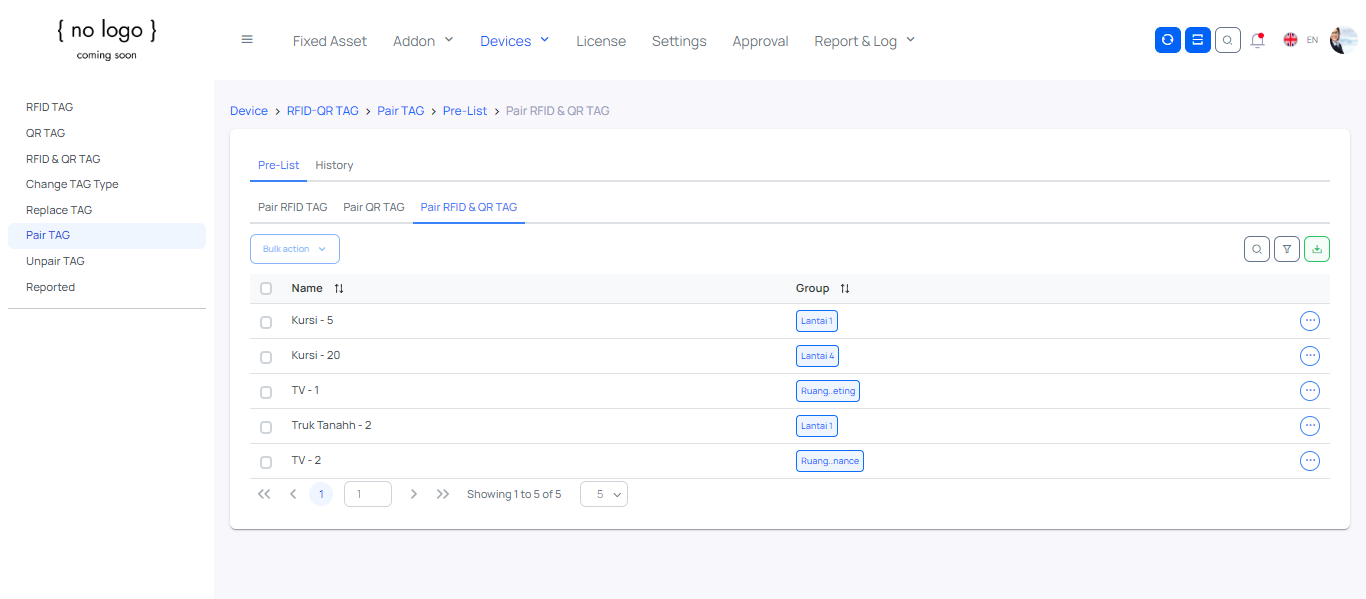 { no logo }
coming soon
Fixed Asset Addon Devices License Settings Approval Report & Log EN
RFID TAG
QR TAG
RFID & QR TAG
Change TAG Type
Replace TAG
Pair TAG
Unpair TAG
Reported
Device > RFID-QR TAG > Pair TAG > Pre-List > Pair RFID & QR TAG
Pre-List History
Pair RFID TAG Pair QR TAG Pair RFID & QR TAG
Bulk action
Name Group
Kursi - 5 Lantai 1
Kursi - 20 Lantai 4
TV - 1 Ruang..eting
Truk Tanahh - 2 Lantai 1
TV - 2 Ruang..nance
1 1 Showing 1 to 5 of 5 5